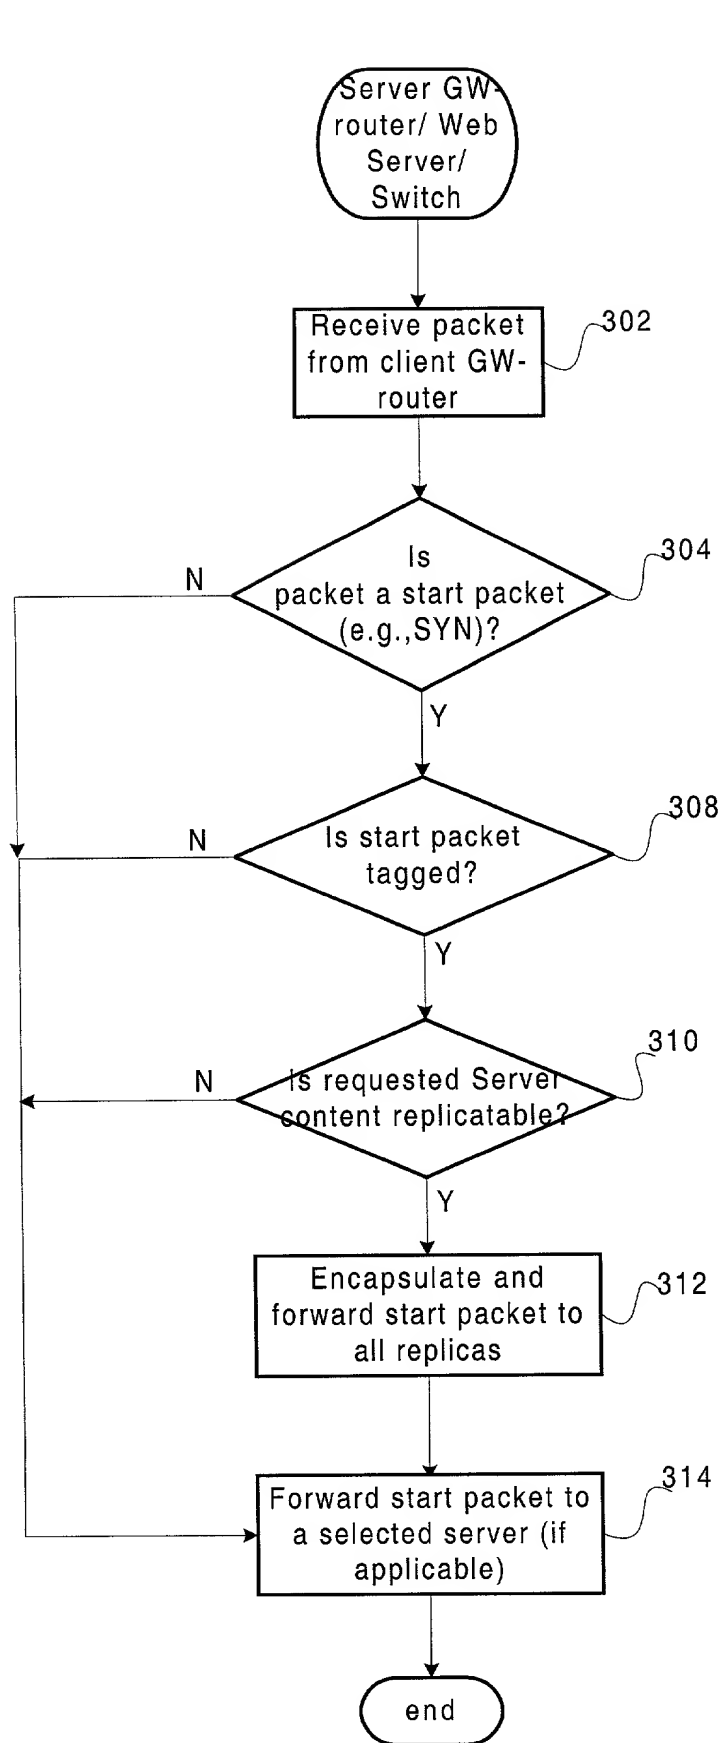 Server GW-
router/ Web
Server/
Switch
Receive packet
from client GW-
router
302
Is
packet a start packet
(e.g.,SYN)?
304
N
Y
Is start packet
tagged?
308
N
Y
Is requested Server
content replicatable?
310
N
Y
Encapsulate and
forward start packet to
all replicas
312
Forward start packet to
a selected server (if
applicable)
314
end